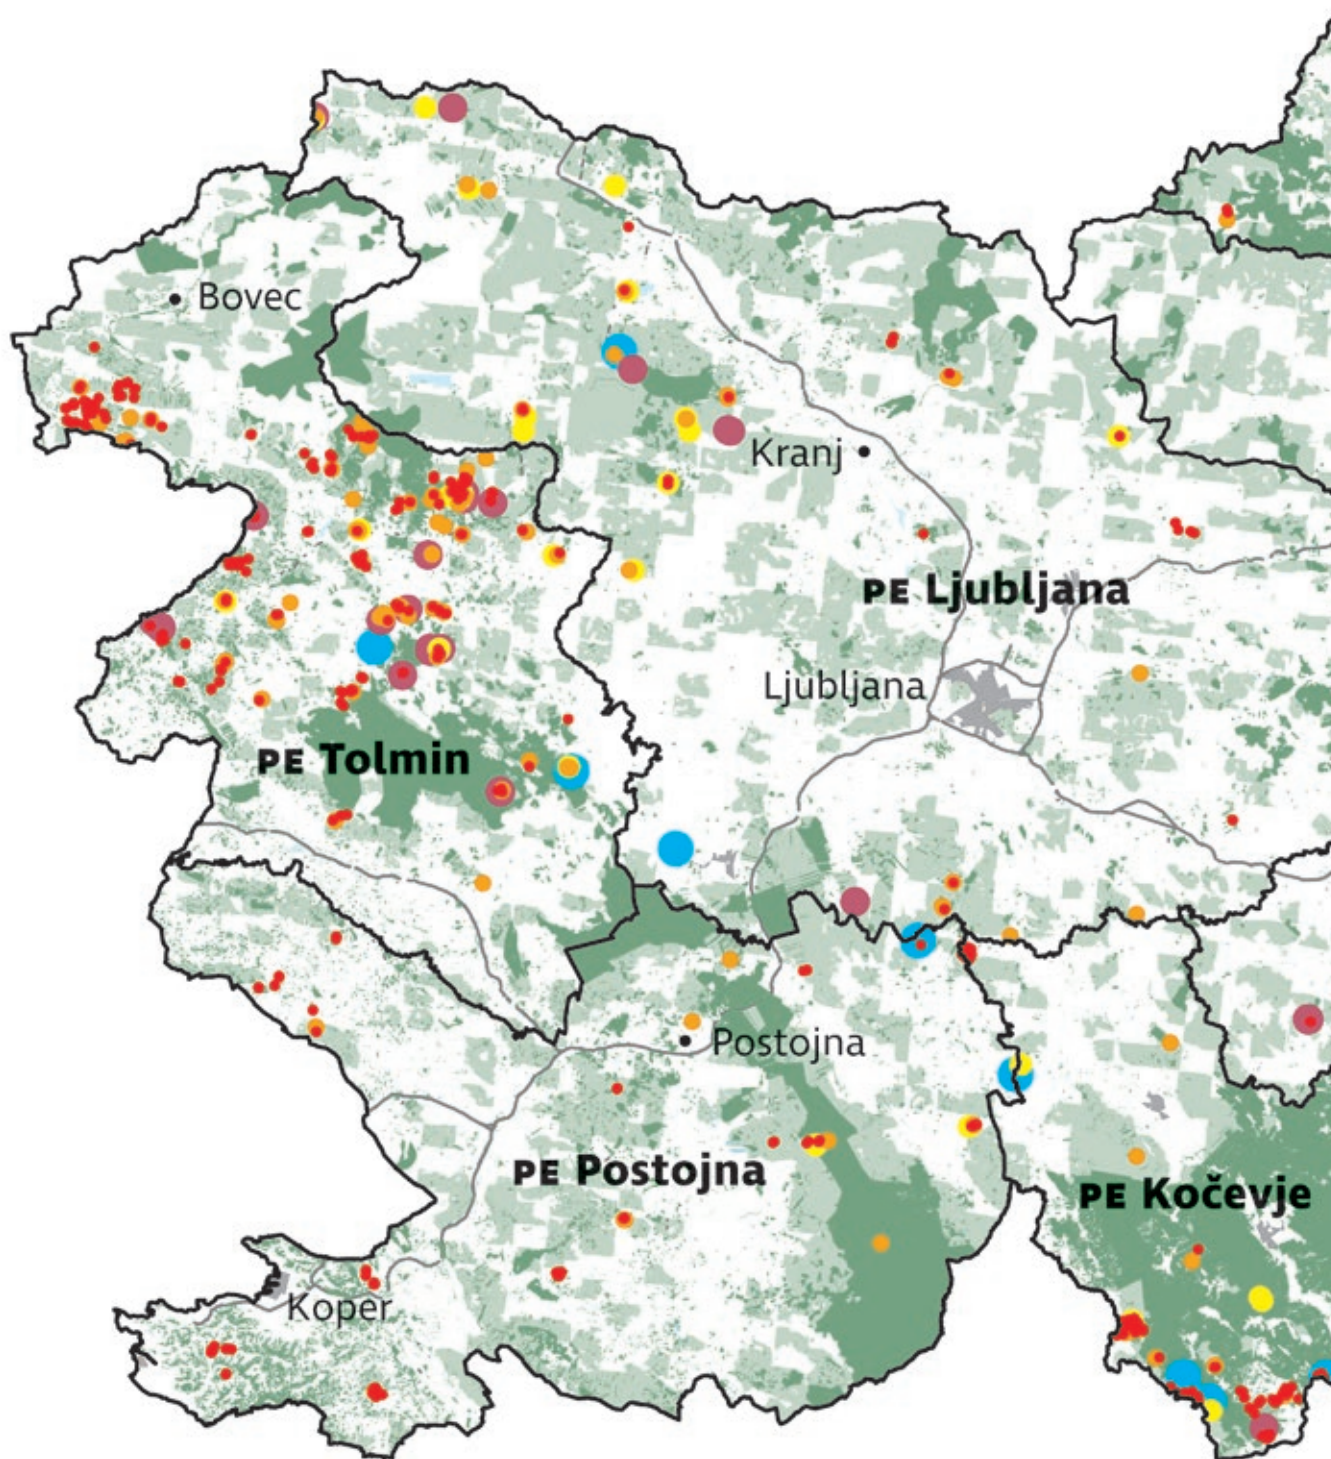 Bovec
Kranj
PE Ljubljana
Ljubljana
PE Tolmin
Postojna
PE Postojna
PE Kočevje
Koper